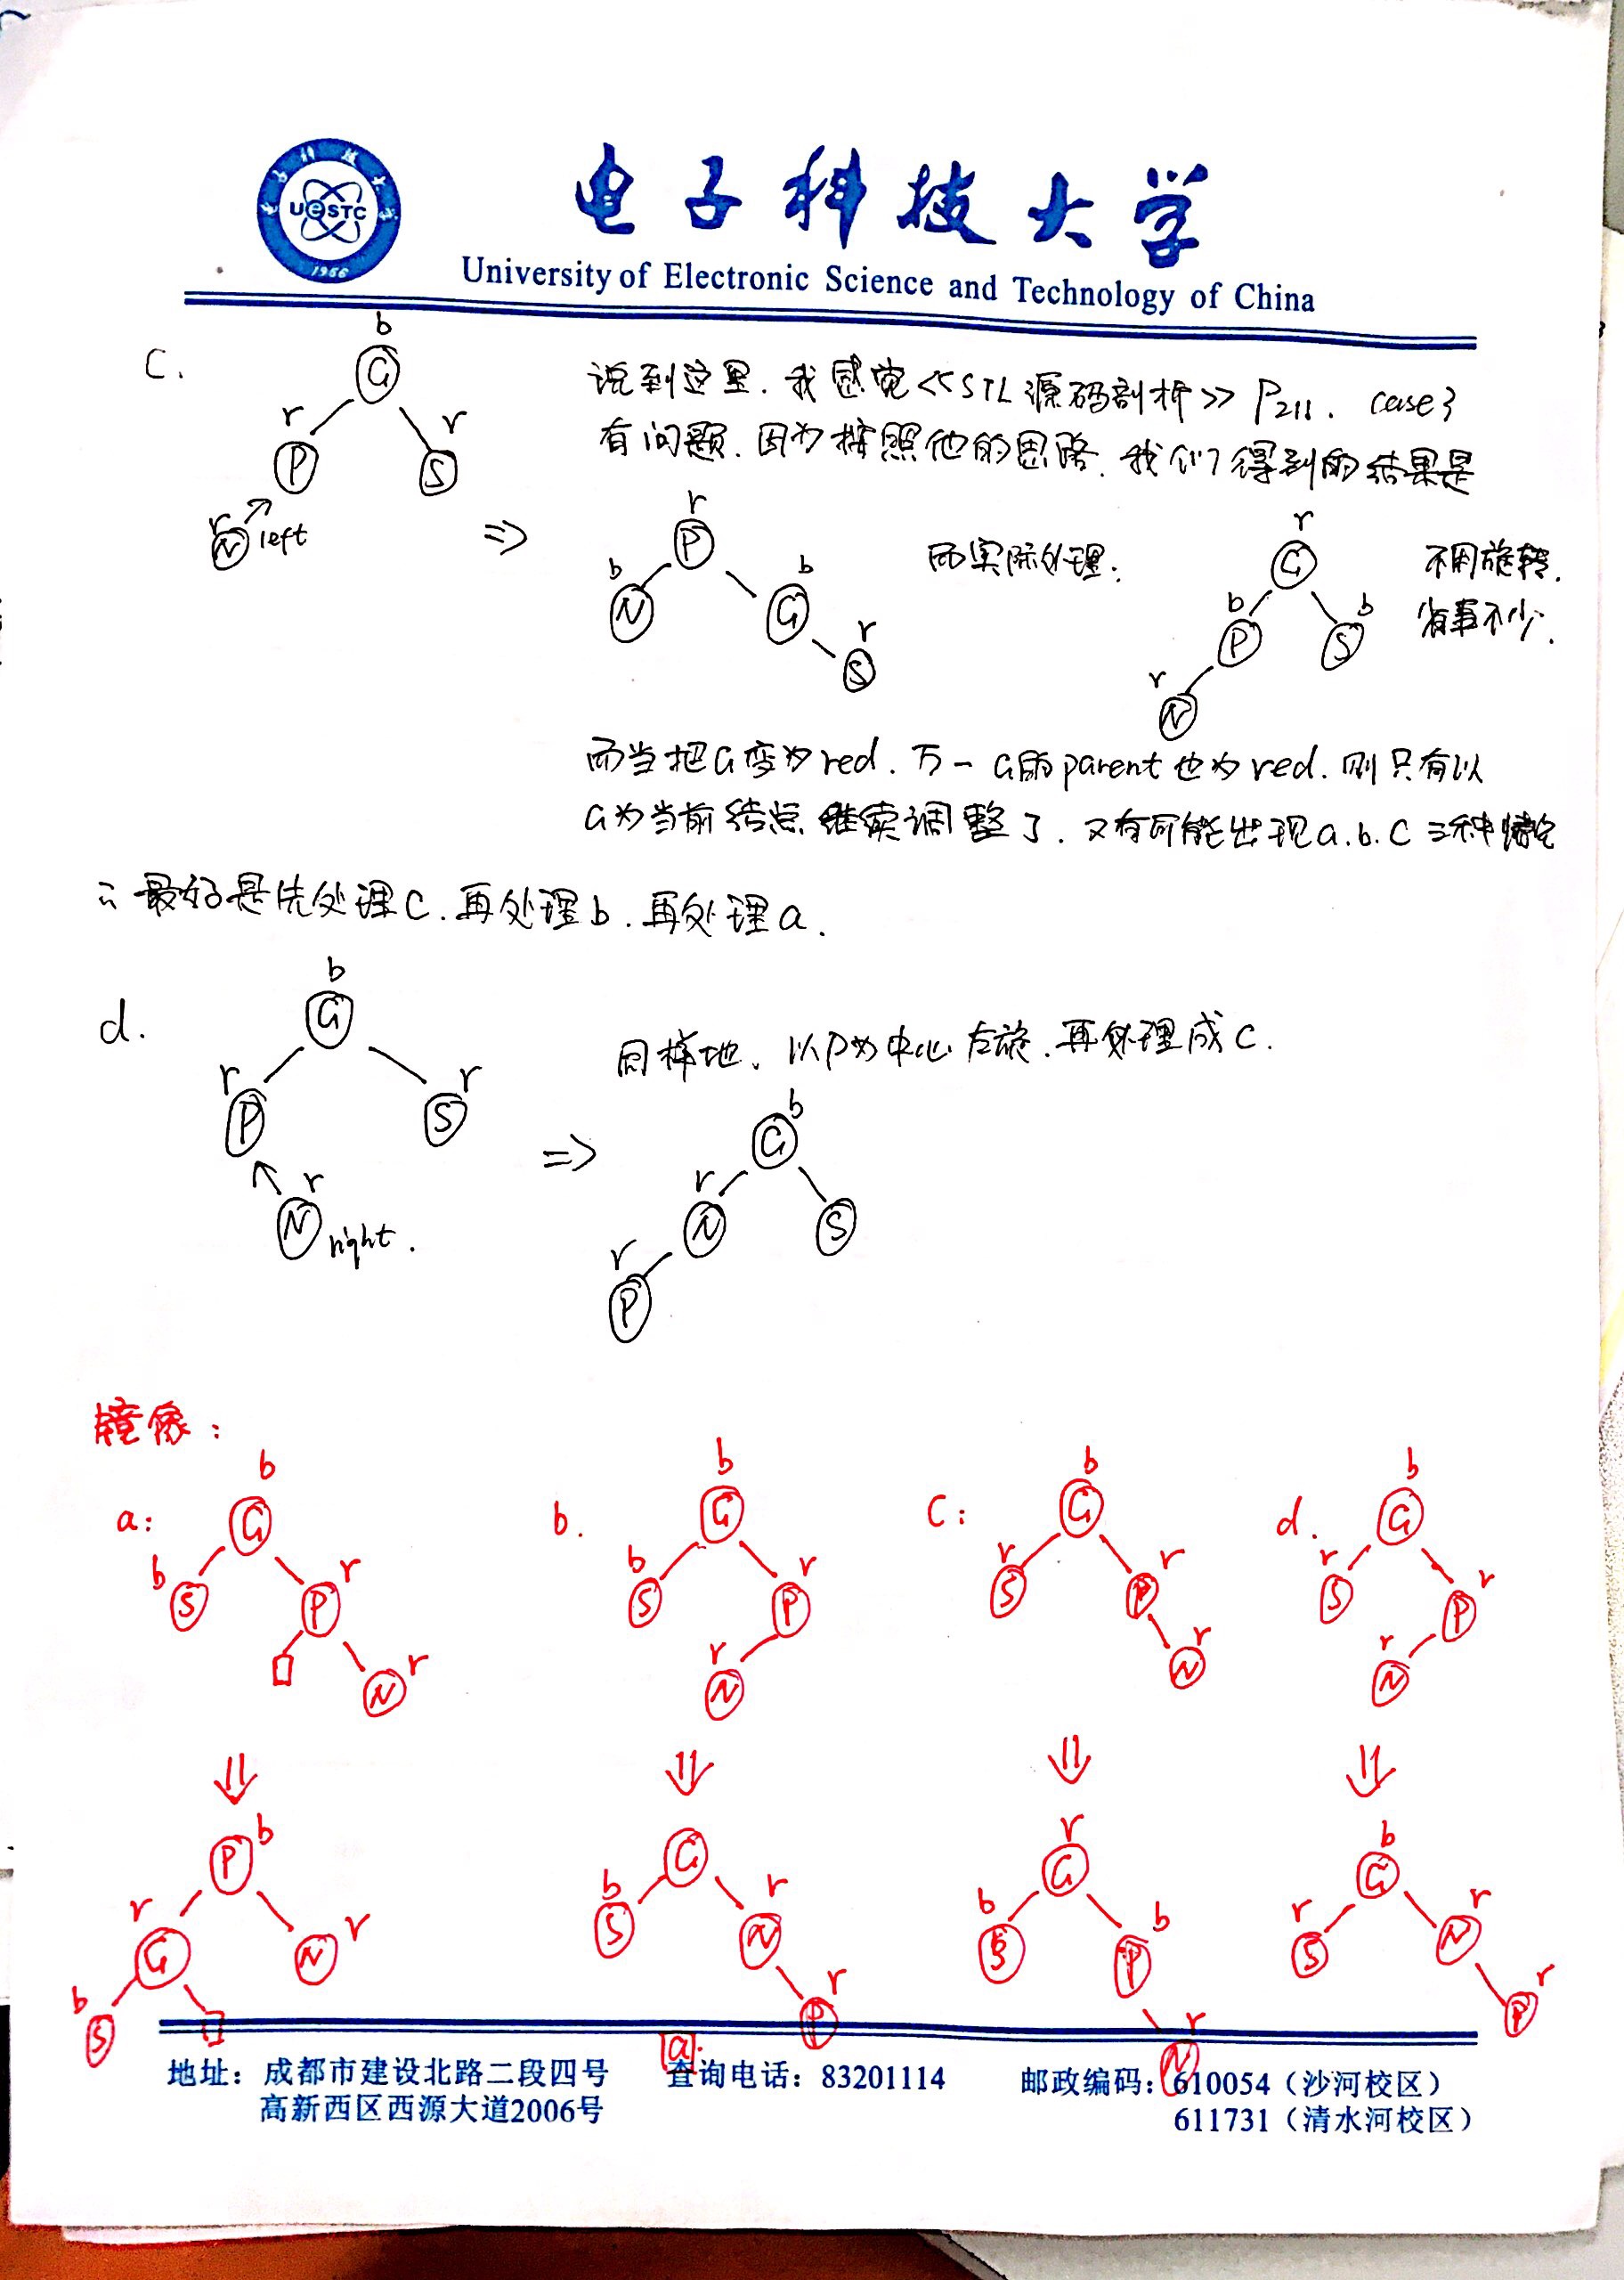 电子科技大学
UESTC
1956
University of Electronic Science and Technology of China
c.
b
G
r
r
P
S
r
N left
⇒
说到这里.我感觉<<STL源码剖析>> P211. case3
有问题.因为按照他的思路.我们得到的结果是
r
P
b
b
N
G
r
S
而实际处理:
r
G
b
b
P
S
r
N
不用旋转.
省事不少.
而当把G变为red.万一G的parent也为red.则只有以
G为当前结点继续调整了.又有可能出现a.b.c三种情况
∴最好是先处理c.再处理b.再处理a.
d.
b
G
r
r
P
S
r
N right.
同样地、以P为中心左旋.再处理成c.
⇒
b
G
r
N
S
r
P
镜像:
a:
b
G
b
r
S
P
r
N
b.
b
G
b
r
S
P
r
N
c:
b
G
r
r
S
P
r
N
d.
b
G
r
r
S
P
r
N
⇓
⇓
⇓
⇓
P b
r
G
N r
b
S
G
b
r
S
N
r
P
a.
r
G
b
b
S
P
r
N
b
G
r
r
S
N
r
P
地址：成都市建设北路二段四号
高新西区西源大道2006号
查询电话：83201114
邮政编码：610054（沙河校区）
611731（清水河校区）